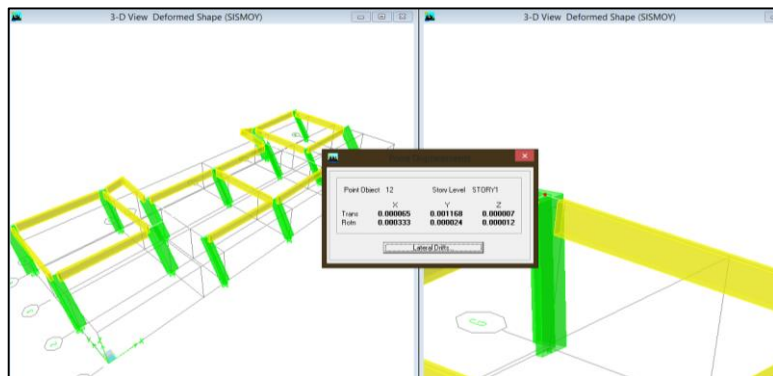 3-D View Deformed Shape (SISMOY)
3-D View Deformed Shape (SISMOY)
Point Object 12 Story Level STORY1
X Y Z
Trans 0.000065 0.001168 0.000007
Rotn 0.000333 0.000024 0.000012
Lateral Drifts...